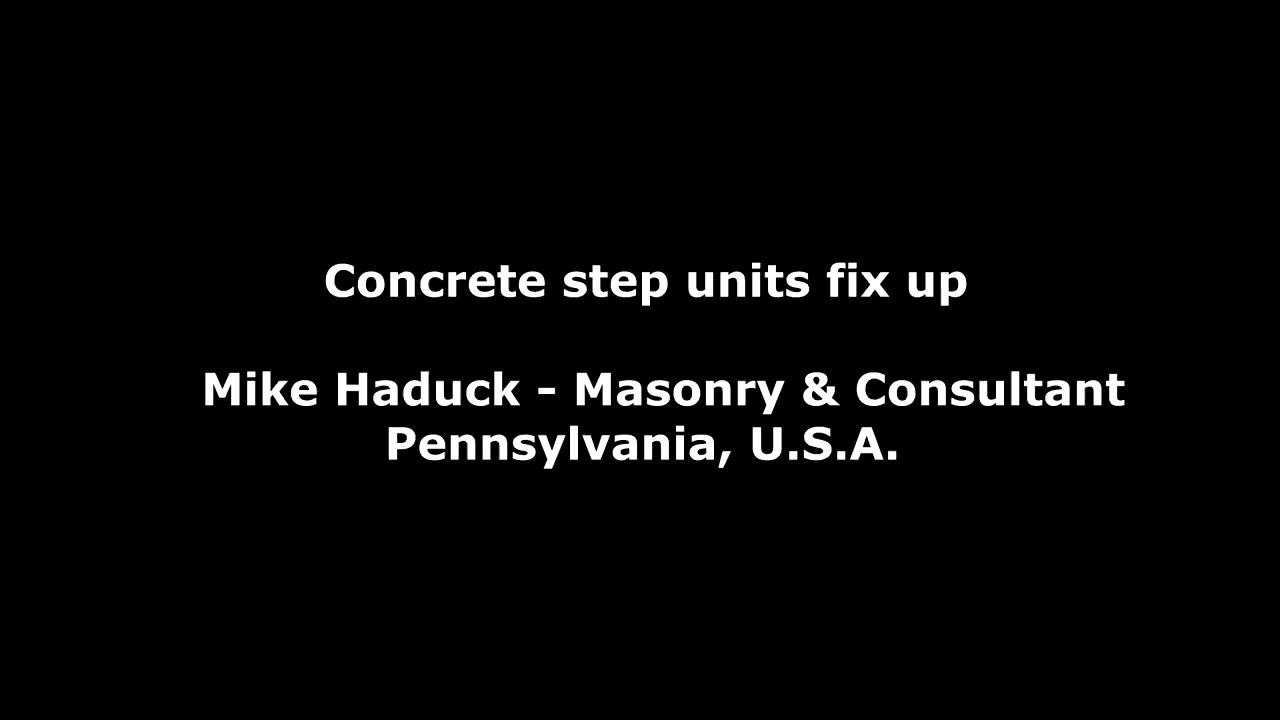 Concrete step units fix up
Mike Haduck - Masonry & Consultant
Pennsylvania, U.S.A.